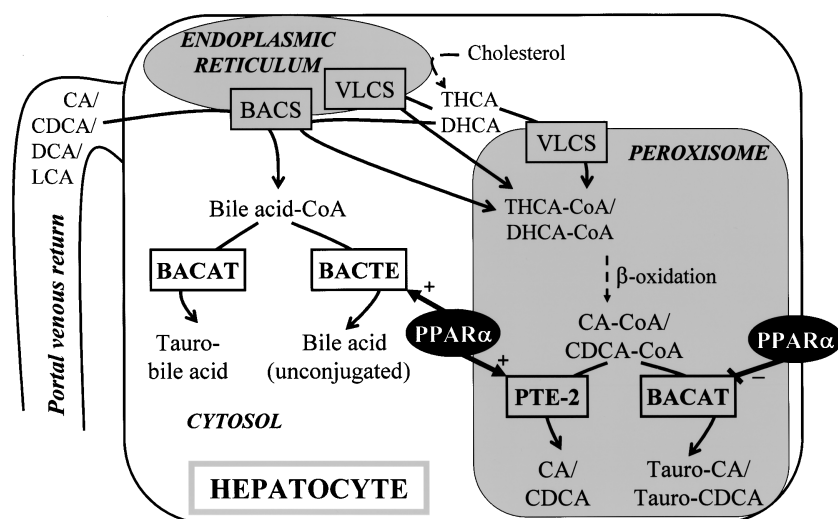 ENDOPLASMIC
RETICULUM
Cholesterol
VLCS
BACS
THCA
DHCA
CA/
CDCA/
DCA/
LCA
VLCS
PEROXISOME
Portal venous return
Bile acid-CoA
THCA-CoA/
DHCA-CoA
BACAT
BACTE
β-oxidation
+
PPARα
CA-CoA/
CDCA-CoA
PPARα
Tauro-
bile acid
Bile acid
(unconjugated)
+
–
PTE-2
BACAT
CYTOSOL
CA/
CDCA
Tauro-CA/
Tauro-CDCA
HEPATOCYTE